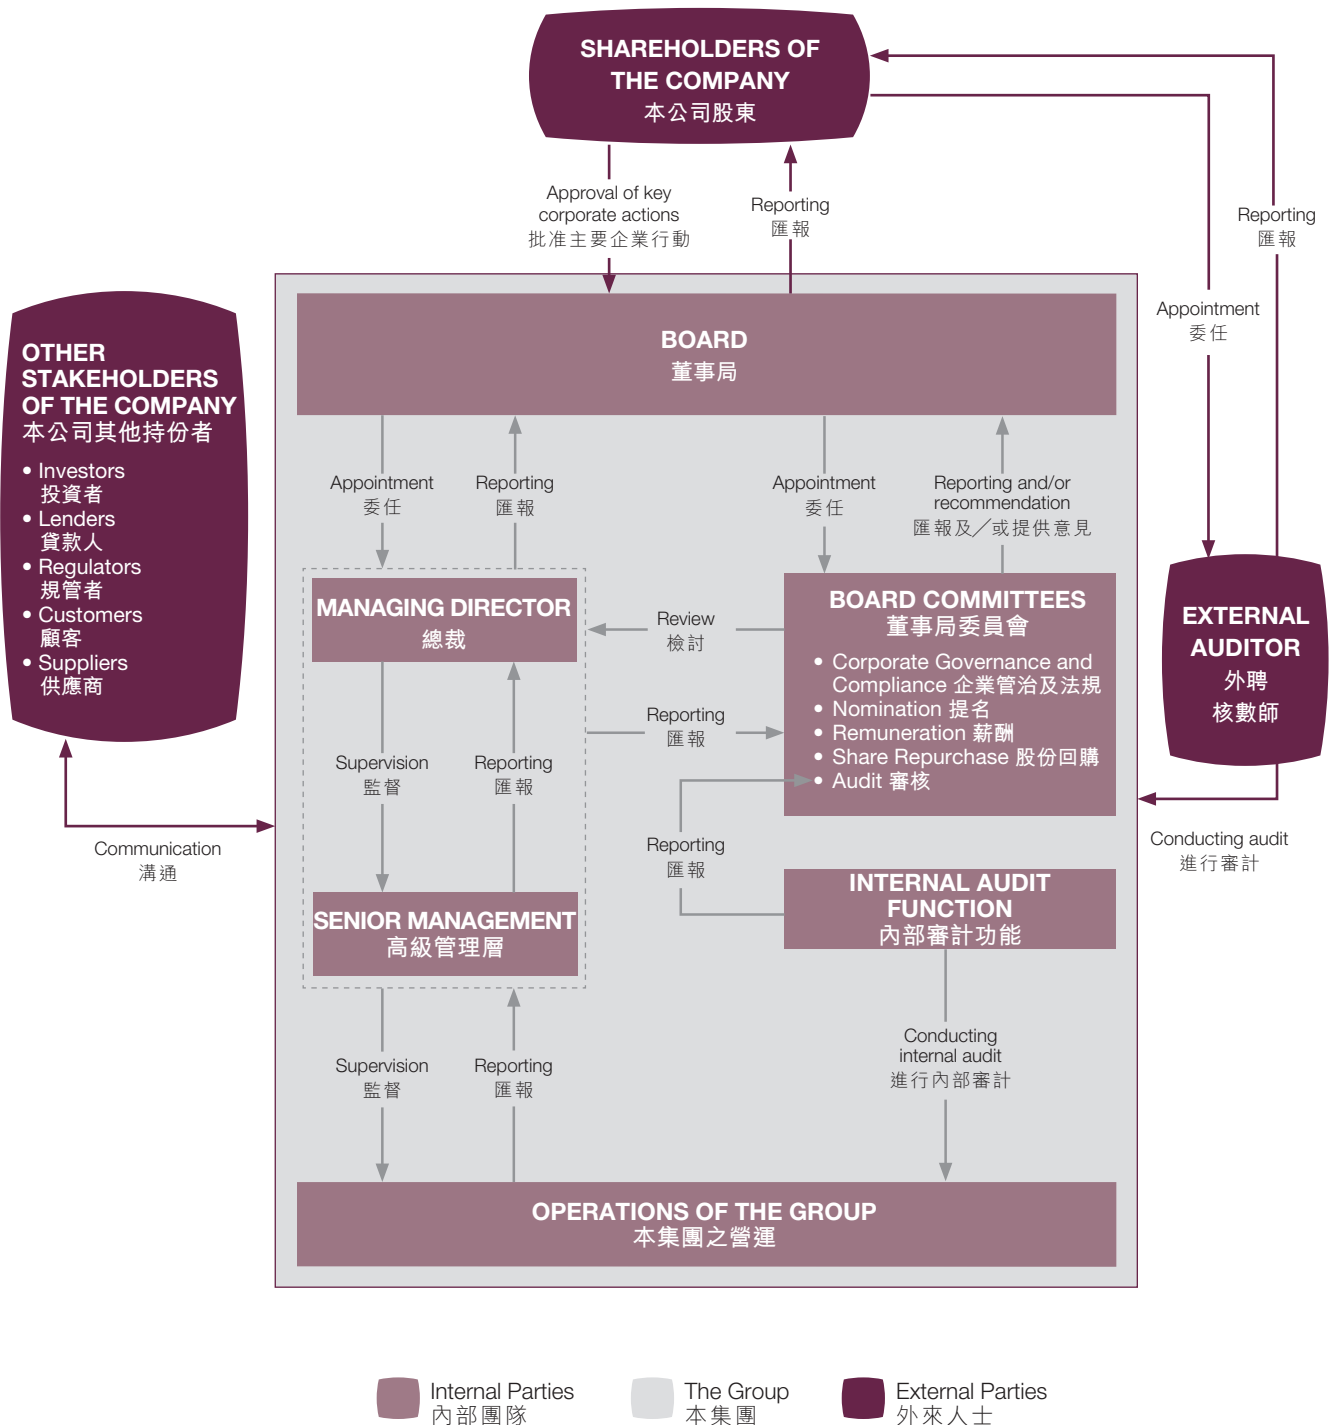 SHAREHOLDERS OF
THE COMPANY
本公司股東
Approval of key
corporate actions
批准主要企業行動
Reporting
匯報
Reporting
匯報
Appointment
委任
BOARD
董事局
OTHER
STAKEHOLDERS
OF THE COMPANY
本公司其他持份者
• Investors
投資者
• Lenders
貸款人
• Regulators
規管者
• Customers
顧客
• Suppliers
供應商
Appointment
委任
Reporting
匯報
Appointment
委任
Reporting and/or
recommendation
匯報及／或提供意見
MANAGING DIRECTOR
總裁
Review
檢討
BOARD COMMITTEES
董事局委員會
• Corporate Governance and
Compliance 企業管治及法規
• Nomination 提名
• Remuneration 薪酬
• Share Repurchase 股份回購
• Audit 審核
EXTERNAL
AUDITOR
外聘
核數師
Reporting
匯報
Supervision
監督
Reporting
匯報
Communication
溝通
Reporting
匯報
Conducting audit
進行審計
SENIOR MANAGEMENT
高級管理層
INTERNAL AUDIT
FUNCTION
內部審計功能
Supervision
監督
Reporting
匯報
Conducting
internal audit
進行內部審計
OPERATIONS OF THE GROUP
本集團之營運
Internal Parties
內部團隊
The Group
本集團
External Parties
外來人士